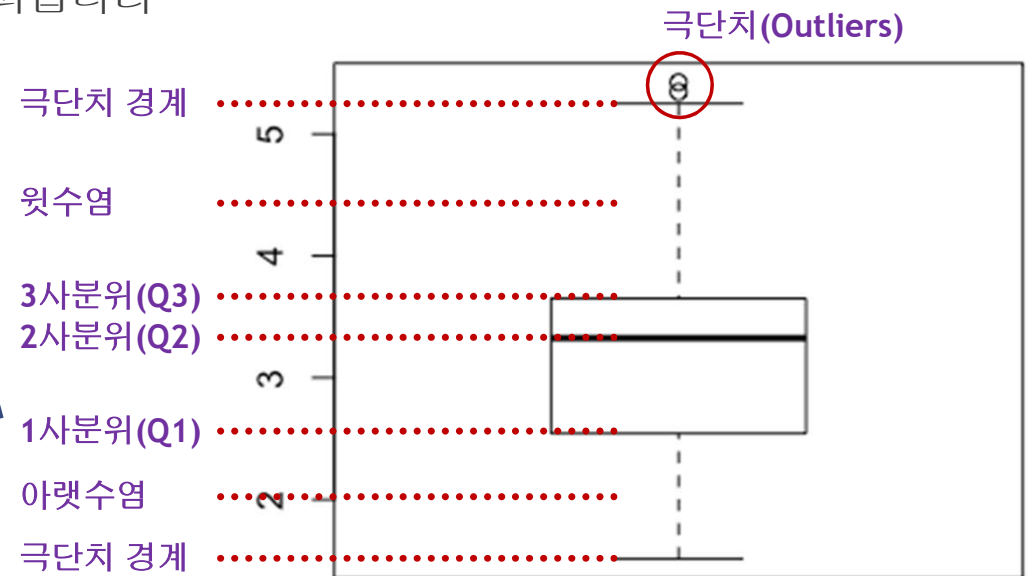 극단치(Outliers)
극단치 경계
5
윗수염
4
3사분위(Q3)
2사분위(Q2)
3
1사분위(Q1)
아랫수염
2
극단치 경계